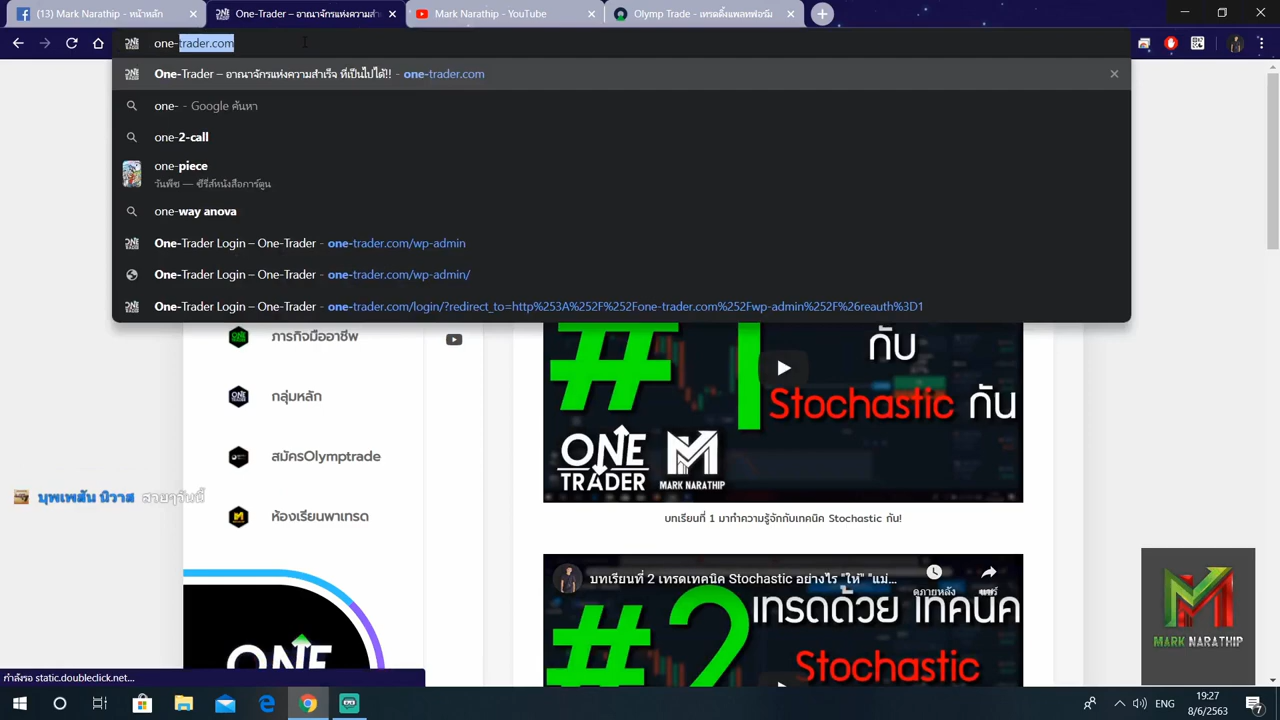 (13) Mark Narathip - หน้าหลัก
One-Trader – อาณาจักรแห่งความสำเ
Mark Narathip - YouTube
Olymp Trade - เทรดดิ้งแพลทฟอร์ม
one-trader.com
One-Trader – อาณาจักรแห่งความสำเร็จ ที่เป็นไปได้!! - one-trader.com
one- - Google ค้นหา
one-2-call
one-piece
วันพีซ — ซีรีส์หนังสือการ์ตูน
one-way anova
One-Trader Login – One-Trader - one-trader.com/wp-admin
One-Trader Login – One-Trader - one-trader.com/wp-admin/
One-Trader Login – One-Trader - one-trader.com/login/?redirect_to=http%253A%252F%252Fone-trader.com%252Fwp-admin%252F%26reauth%3D1
ภารกิจมืออาชีพ
กลุ่มหลัก
สมัครOlymptrade
ห้องเรียนพาเทรด
#1
กับ
Stochastic กัน
ONE TRADER
MARK NARATHIP
บทเรียนที่ 1 มาทำความรู้จักกับเทคนิค Stochastic กัน!
บุพเพสัน นิวาส สายๆวันนี้
บทเรียนที่ 2 เทรดเทคนิค Stochastic อย่างไร "ให้" "แม่...
ดูภายหลัง
แชร์
#2
เทรดด้วย เทคนิค
Stochastic
ONE
MARK NARATHIP
กำลังรอ static.doubleclick.net...
ENG
19:27
8/6/2563
7